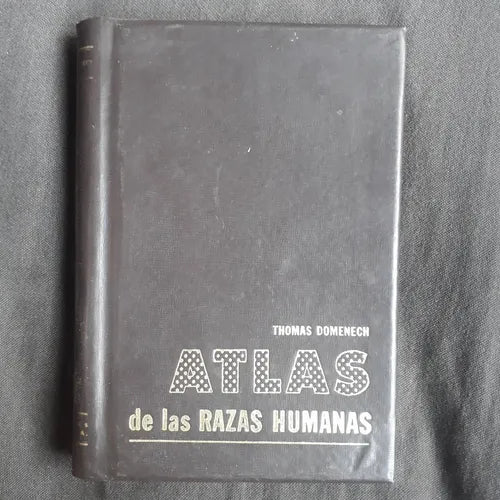 THOMAS DOMENECH
ATLAS
de las RAZAS HUMANAS